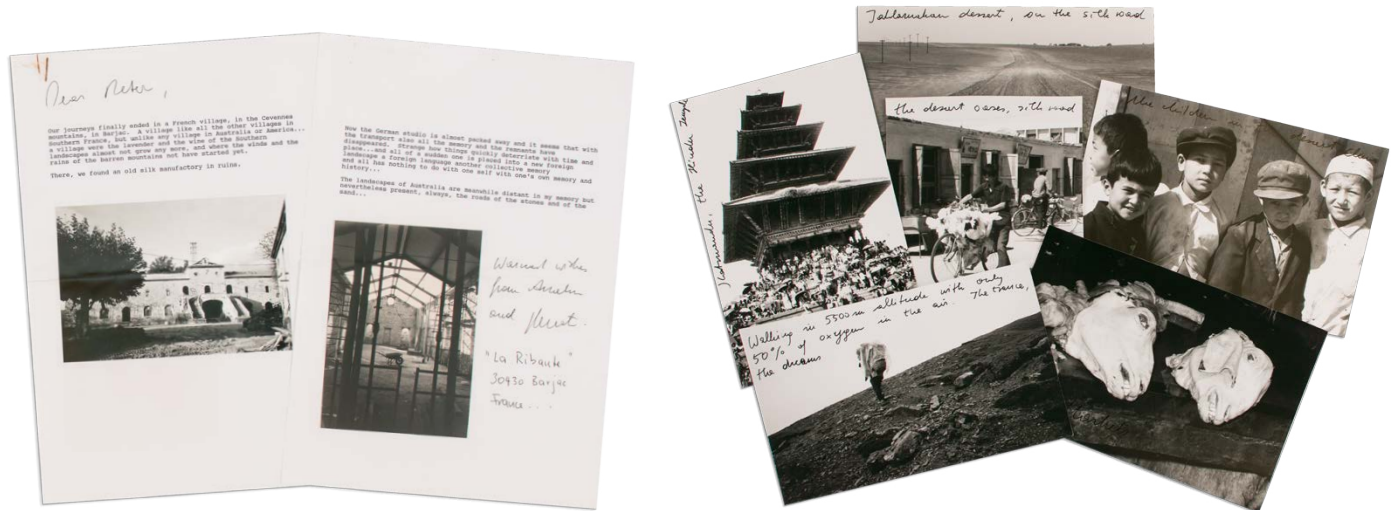 Dear Peter,
Our journeys finally ended in a French village, in the Cevennes
mountains, in Barjac. A village like all the other villages in
Southern France, but unlike any village in Australia or America...
a village were the lavender and the wine of the Southern
landscapes almost not grow any more, and where the winds and the
rains of the barren mountains not have started yet.
There, we found an old silk manufactory in ruins.
Now the German studio is almost packed easy and it seems that with
the transport also all the memory and the remnants have
disappeared. Strange how things quickly deterriste with time and
place...and all of a sudden one is placed into a new foreign
landscape a foreign language another collective memory
and all has nothing to do with one self with one's own memory and
history...
The landscapes of Australia are meanwhile distant in my memory but
nevertheless present, always, the roads of the stones and of the
sand...
Warmest wishes
from Anselm
and
"La Ribaute"
30430 Barjac
France....
Katmandu, the Hindu Temple
dessert, on the silk road
the desert oases, silk road
the children in
Walking in 5500m altitude with only
50% of oxygen in the air. The trance,
the dreams